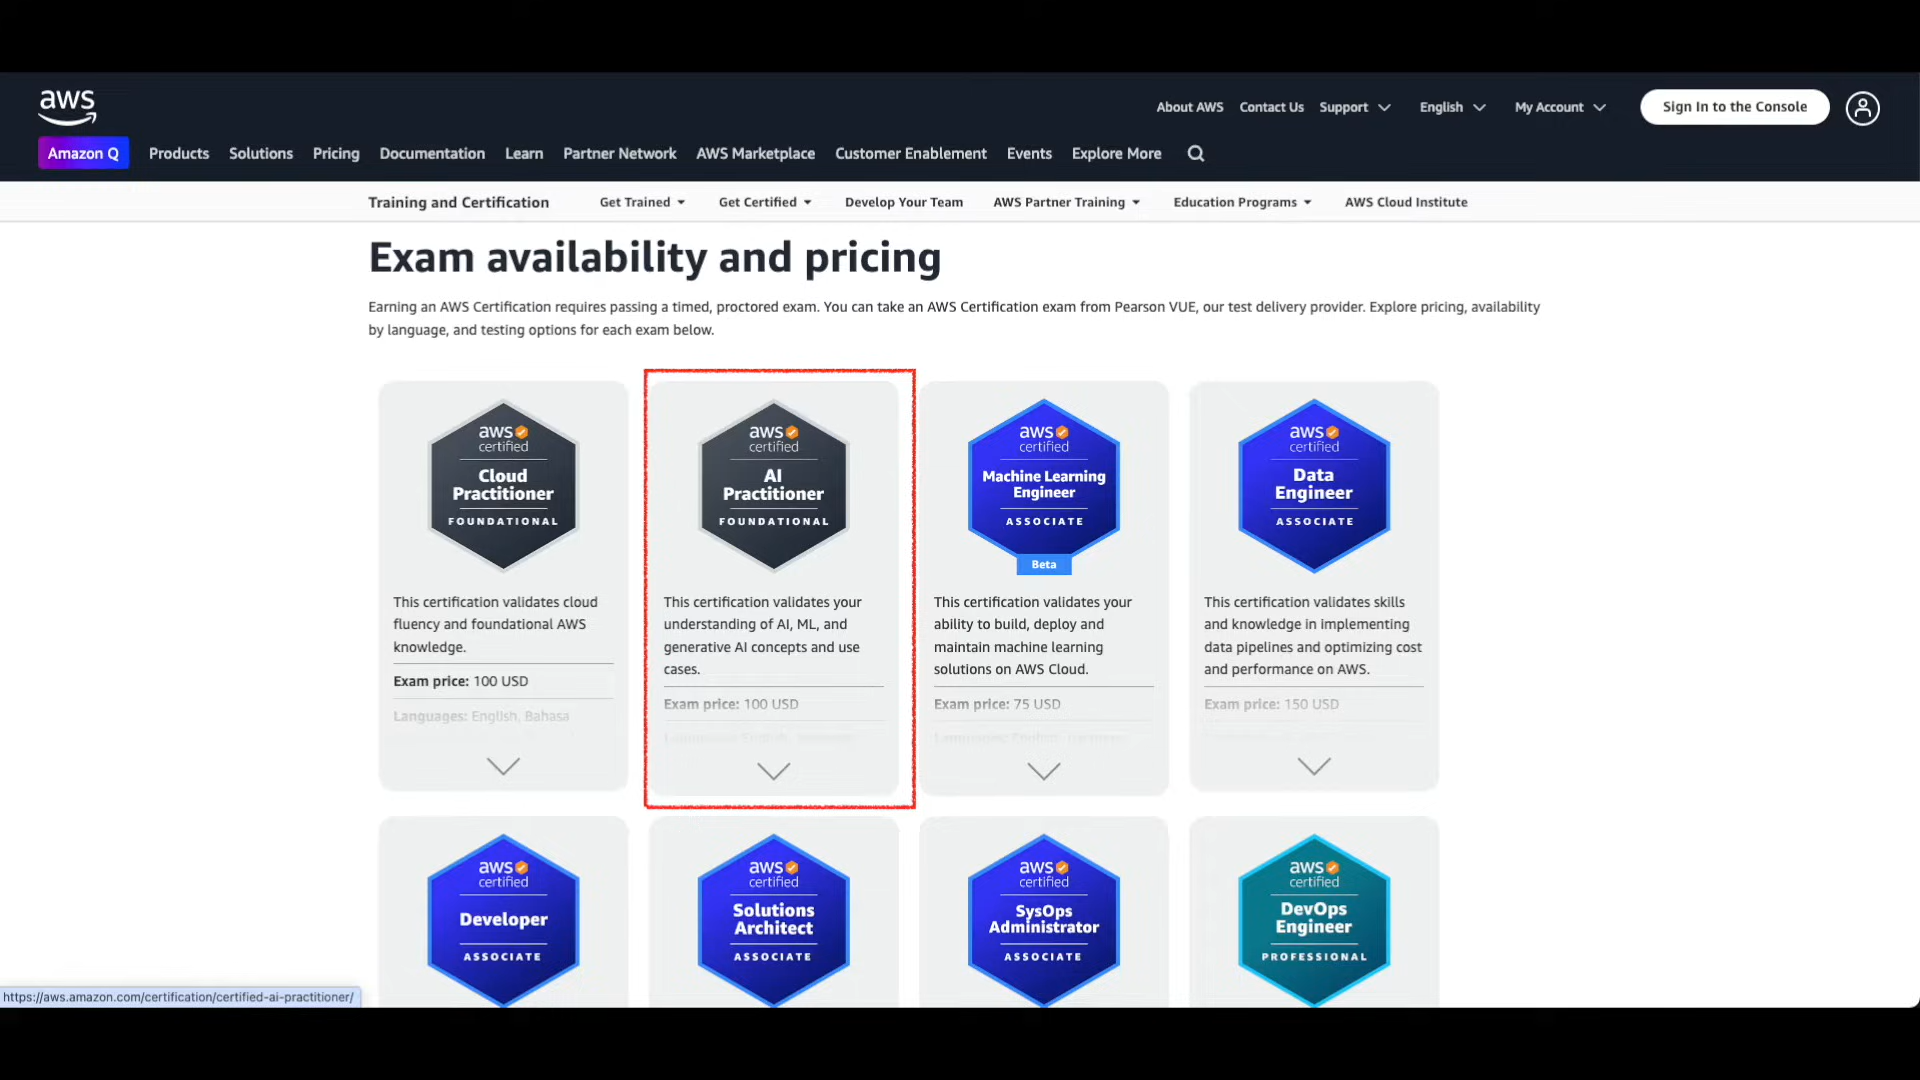 aws
About AWS Contact Us Support English My Account Sign In to the Console
Amazon Q Products Solutions Pricing Documentation Learn Partner Network AWS Marketplace Customer Enablement Events Explore More
Training and Certification Get Trained Get Certified Develop Your Team AWS Partner Training Education Programs AWS Cloud Institute
Exam availability and pricing
Earning an AWS Certification requires passing a timed, proctored exam. You can take an AWS Certification exam from Pearson VUE, our test delivery provider. Explore pricing, availability
by language, and testing options for each exam below.
aws
certified
Cloud
Practitioner
FOUNDATIONAL
This certification validates cloud
fluency and foundational AWS
knowledge.
Exam price: 100 USD
Languages: English, Bahasa
aws
certified
AI
Practitioner
FOUNDATIONAL
This certification validates your
understanding of AI, ML, and
generative AI concepts and use
cases.
Exam price: 100 USD
Languages: English,
aws
certified
Machine Learning
Engineer
ASSOCIATE
Beta
This certification validates your
ability to build, deploy and
maintain machine learning
solutions on AWS Cloud.
Exam price: 75 USD
Languages: English,
aws
certified
Data
Engineer
ASSOCIATE
This certification validates skills
and knowledge in implementing
data pipelines and optimizing cost
and performance on AWS.
Exam price: 150 USD
aws
certified
Developer
ASSOCIATE
aws
certified
Solutions
Architect
ASSOCIATE
aws
certified
SysOps
Administrator
ASSOCIATE
aws
certified
DevOps
Engineer
PROFESSIONAL
https://aws.amazon.com/certification/certified-ai-practitioner/